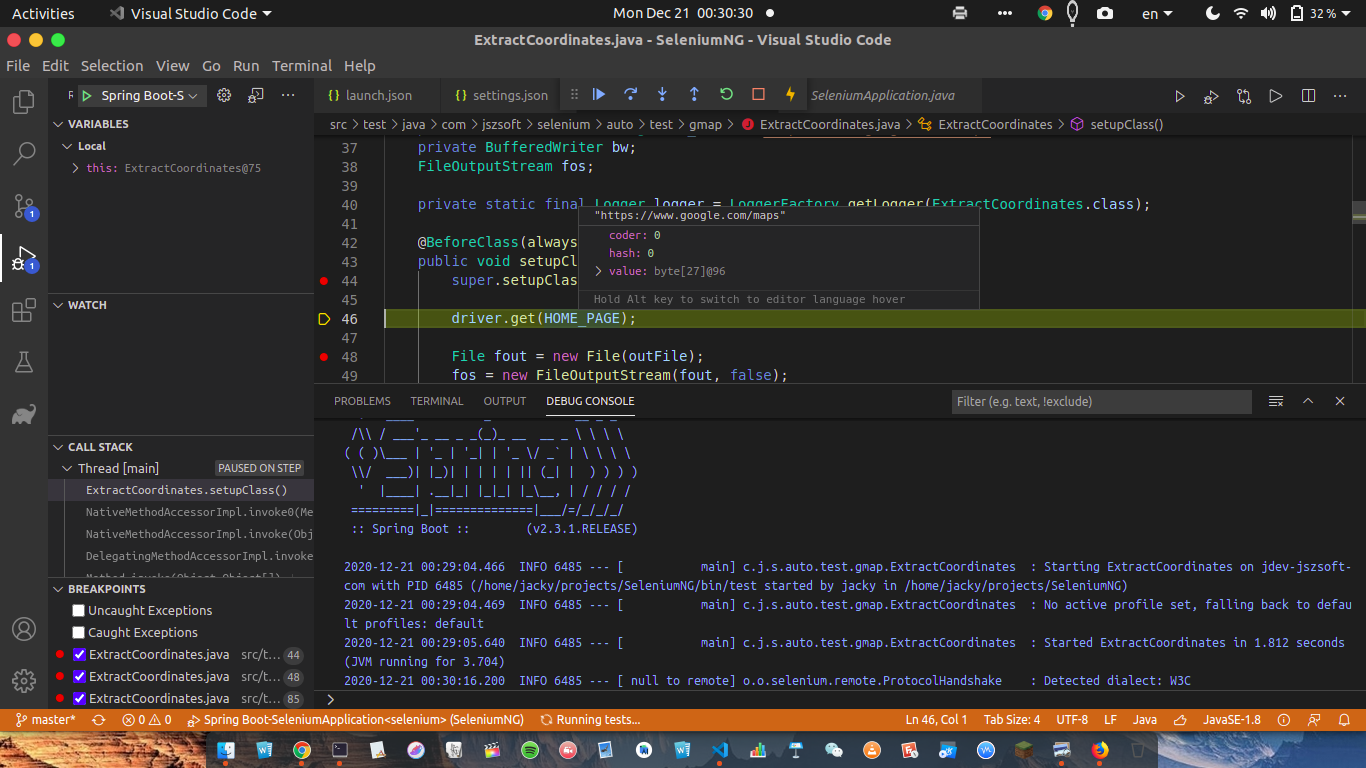 Activities Visual Studio Code Mon Dec 21 00:30:30 en 32 %
ExtractCoordinates.java - SeleniumNG - Visual Studio Code
File Edit Selection View Go Run Terminal Help
R Spring Boot-S launch.json settings.json SeleniumApplication.java
src > test > java > com > jszsoft > selenium > auto > test > gmap > ExtractCoordinates.java > ExtractCoordinates > setupClass()
VARIABLES
Local
this: ExtractCoordinates@75
WATCH
CALL STACK
Thread [main] PAUSED ON STEP
ExtractCoordinates.setupClass()
NativeMethodAccessorImpl.invoke0(Me
NativeMethodAccessorImpl.invoke(Obj
DelegatingMethodAccessorImpl.invoke
Method.invoke(Object,Object[])
BREAKPOINTS
Uncaught Exceptions
Caught Exceptions
ExtractCoordinates.java src/t... 44
ExtractCoordinates.java src/t... 48
ExtractCoordinates.java src/t... 85
1
1
37 private BufferedWriter bw;
38 FileOutputStream fos;
39
40 private static final Logger logger = LoggerFactory.getLogger(ExtractCoordinates.class);
41
42 @BeforeClass(always
43 public void setupCl
44 super.setupClas
45
46 driver.get(HOME_PAGE);
47
48 File fout = new File(outFile);
49 fos = new FileOutputStream(fout, false);
"https://www.google.com/maps"
coder: 0
hash: 0
value: byte[27]@96
Hold Alt key to switch to editor language hover
PROBLEMS TERMINAL OUTPUT DEBUG CONSOLE Filter (e.g. text, !exclude)
/\\ / ___'_ __ _ _(_)_ __  __ _ \ \ \ \
( ( )\___ | '_ | '_| | '_ \/ _` | \ \ \ \
\\/  ___)| |_)| | | | | || (_| |  ) ) ) )
'  |____| .__|_| |_|_| |_\__, | / / / /
=========|_|==============|___/=/_/_/_/
:: Spring Boot :: (v2.3.1.RELEASE)
2020-12-21 00:29:04.466 INFO 6485 --- [ main] c.j.s.auto.test.gmap.ExtractCoordinates : Starting ExtractCoordinates on jdev-jszsoft-
com with PID 6485 (/home/jacky/projects/SeleniumNG/bin/test started by jacky in /home/jacky/projects/SeleniumNG)
2020-12-21 00:29:04.469 INFO 6485 --- [ main] c.j.s.auto.test.gmap.ExtractCoordinates : No active profile set, falling back to defau
lt profiles: default
2020-12-21 00:29:05.640 INFO 6485 --- [ main] c.j.s.auto.test.gmap.ExtractCoordinates : Started ExtractCoordinates in 1.812 seconds
(JVM running for 3.704)
2020-12-21 00:30:16.200 INFO 6485 --- [ null to remote] o.o.selenium.remote.ProtocolHandshake : Detected dialect: W3C
master* 0 0 Spring Boot-SeleniumApplication<selenium> (SeleniumNG) Running tests... Ln 46, Col 1 Tab Size: 4 UTF-8 LF Java JavaSE-1.8